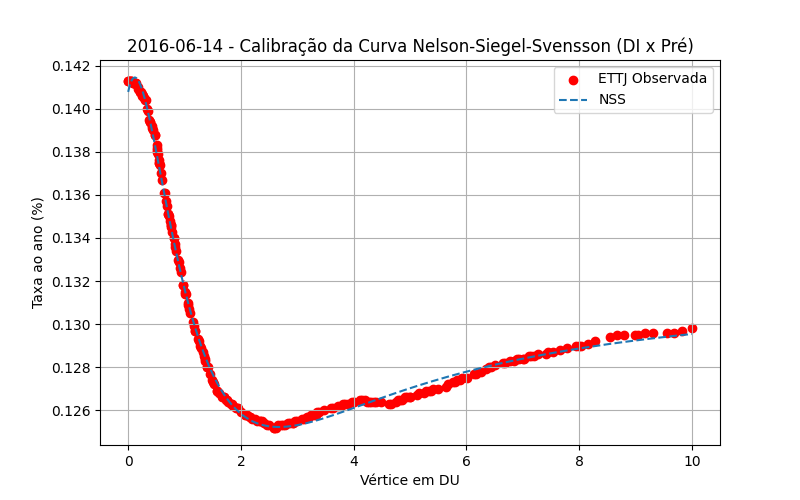 2016-06-14 - Calibração da Curva Nelson-Siegel-Svensson (DI x Pré)
0.142
0.140
0.138
0.136
0.134
0.132
0.130
0.128
0.126
Taxa ao ano (%)
ETTJ Observada
NSS
0 2 4 6 8 10
Vértice em DU